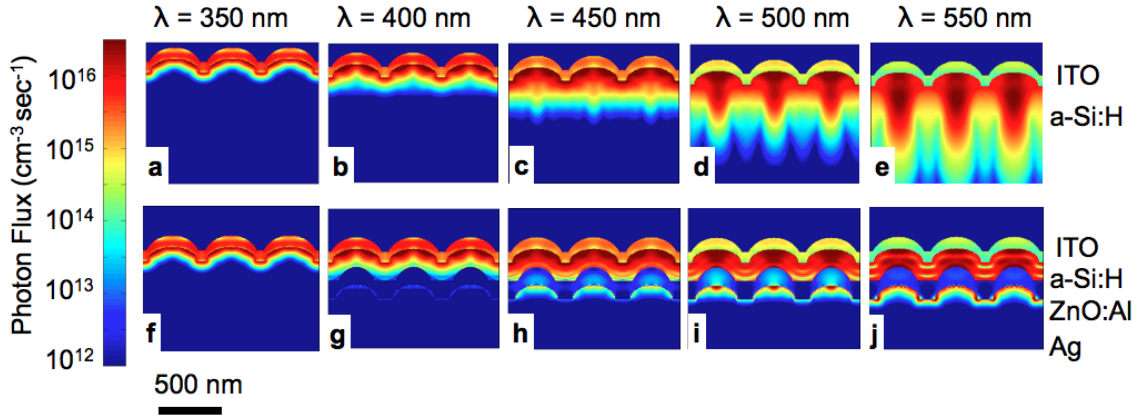 λ = 350 nm λ = 400 nm λ = 450 nm λ = 500 nm λ = 550 nm
Photon Flux (cm⁻³ sec⁻¹)
10¹⁶
10¹⁵
10¹⁴
10¹³
10¹²
a b c d e
ITO
a-Si:H
f g h i j
ITO
a-Si:H
ZnO:Al
Ag
500 nm